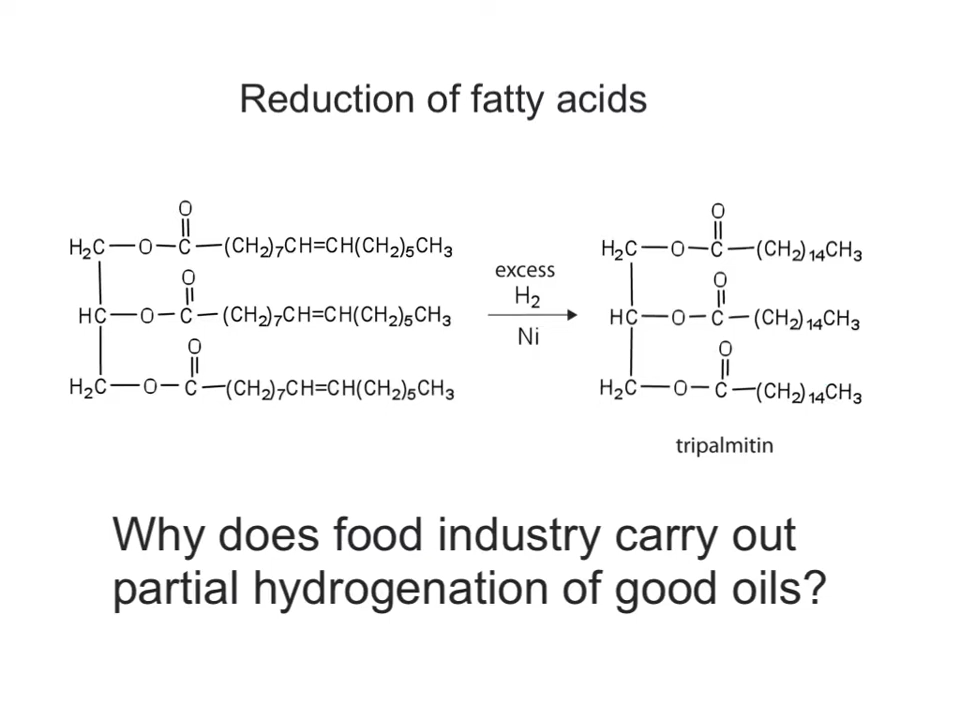 Reduction of fatty acids
O
H₂C—O—C—(CH₂)₇CH=CH(CH₂)₅CH₃
O
HC—O—C—(CH₂)₇CH=CH(CH₂)₅CH₃
O
H₂C—O—C—(CH₂)₇CH=CH(CH₂)₅CH₃
excess
H₂
Ni
O
H₂C—O—C—(CH₂)₁₄CH₃
O
HC—O—C—(CH₂)₁₄CH₃
O
H₂C—O—C—(CH₂)₁₄CH₃
tripalmitin
Why does food industry carry out
partial hydrogenation of good oils?